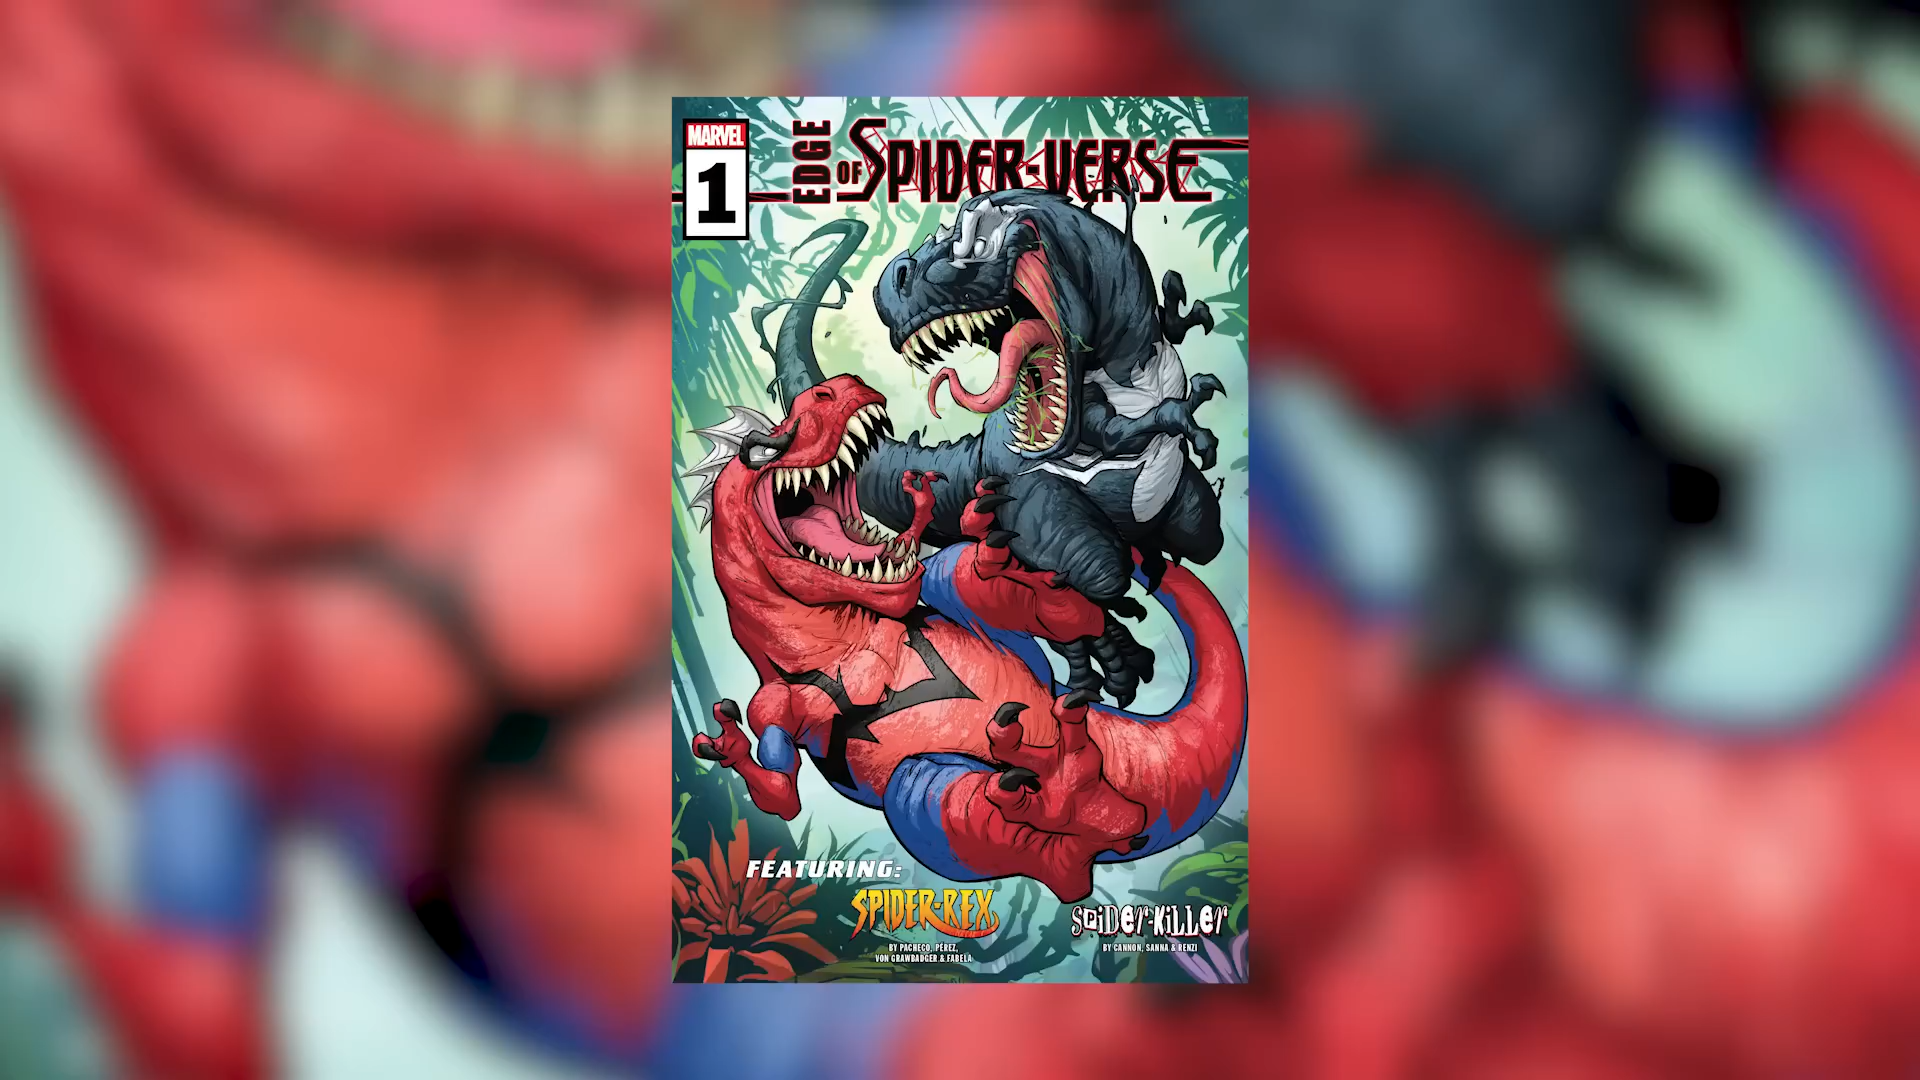 MARVEL
1
EDGE
OF SPIDER-VERSE
FEATURING:
SPIDER-REX
BY PACHECO, PÉREZ,
VON GRAWBADGER & FABELA
SPiDER-KiLLER
BY CANNON, SANNA & RENZI